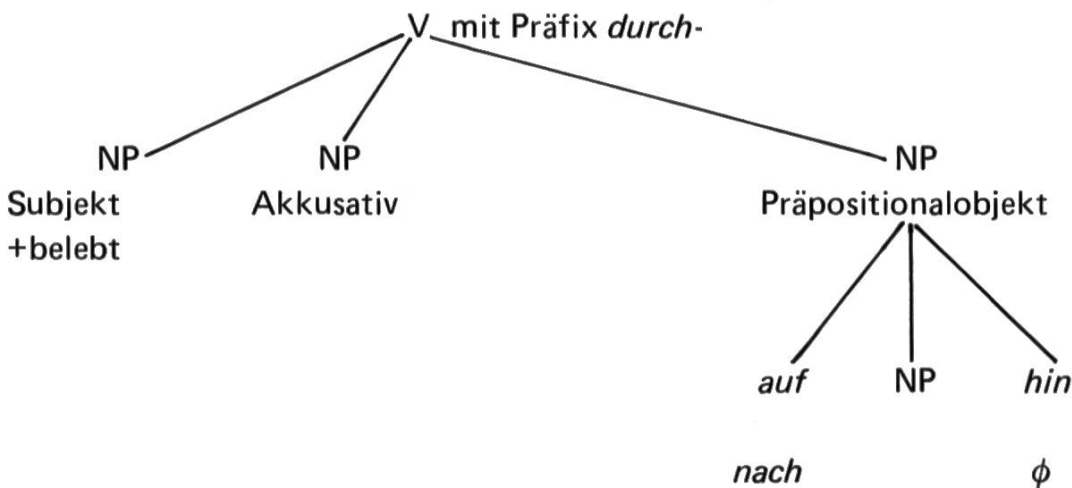 V mit Präfix durch-
NP NP NP
Subjekt Akkusativ Präpositionalobjekt
+belebt
auf NP hin
nach ϕ